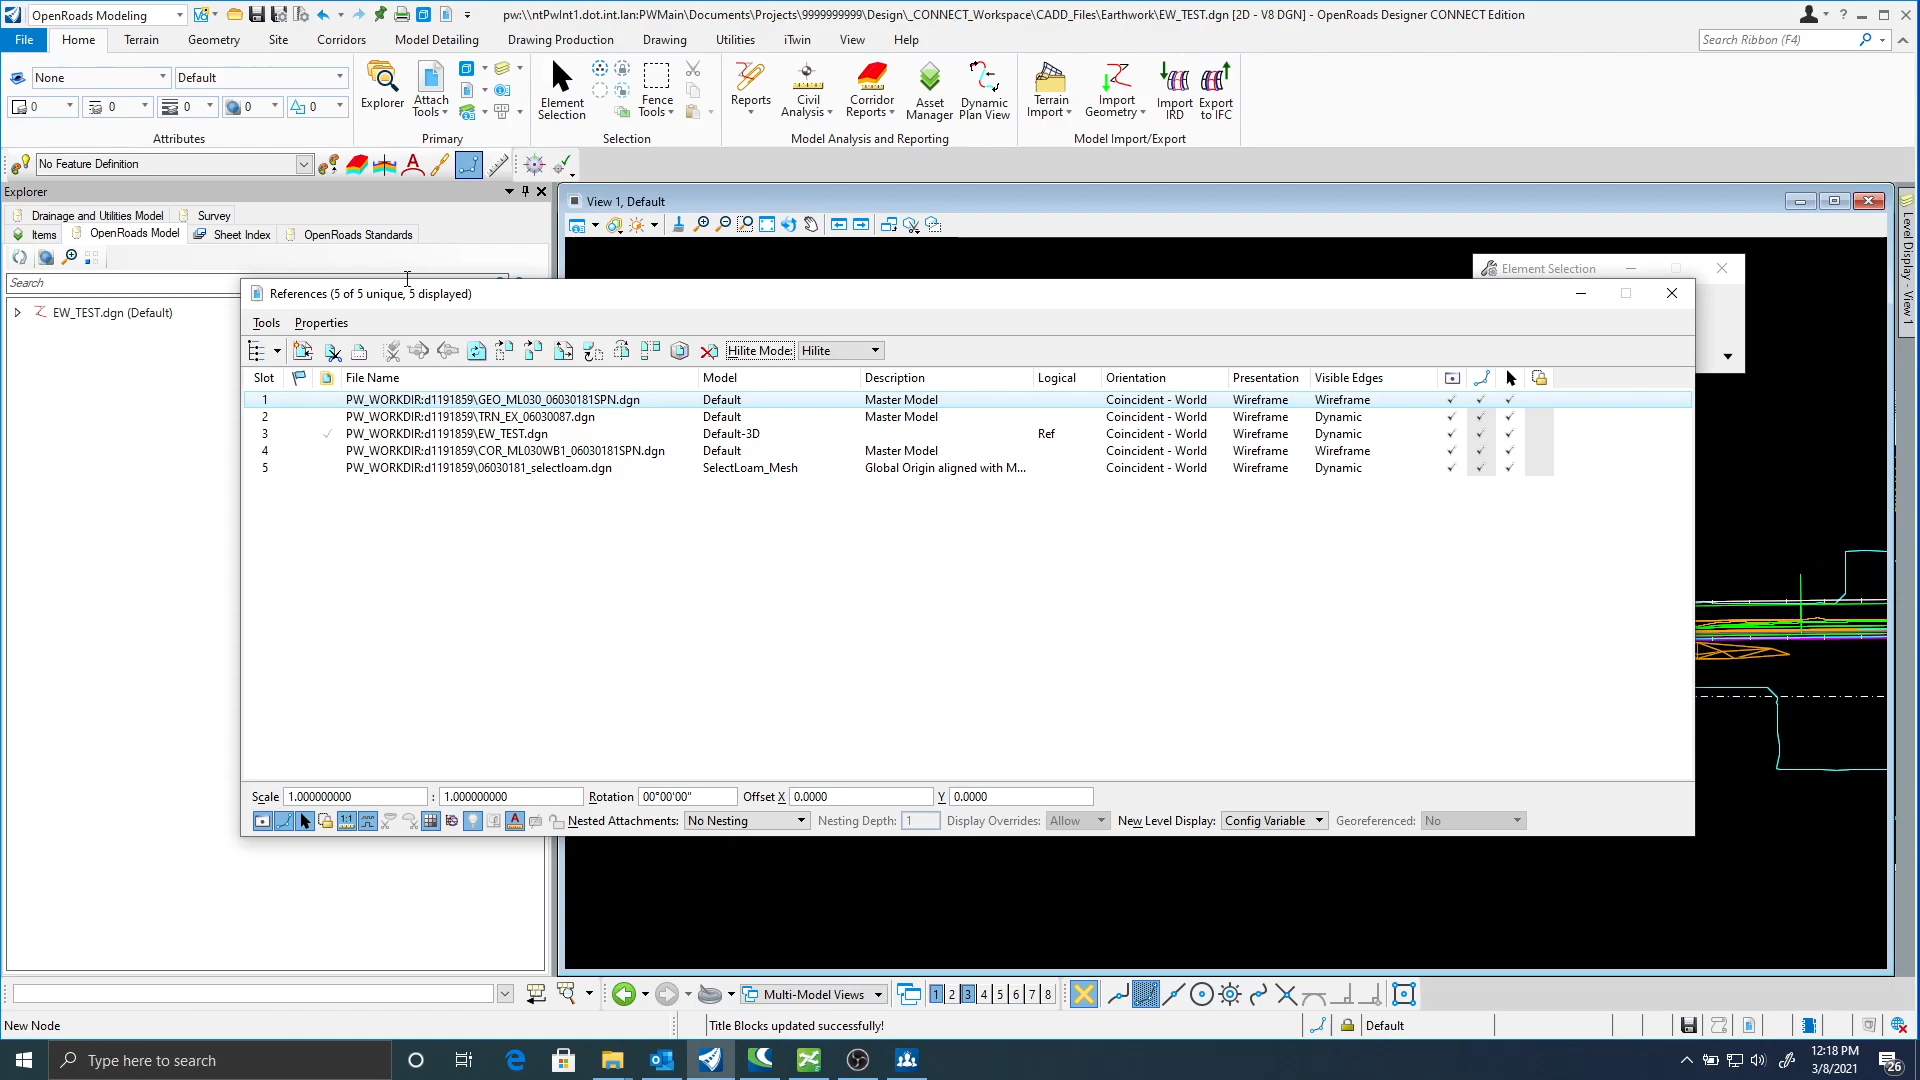 OpenRoads Modeling
pw:\\ntPwInt1.dot.int.lan:PWMain\Documents\Projects\9999999999\Design\_CONNECT_Workspace\CADD_Files\Earthwork\EW_TEST.dgn [2D - V8 DGN] - OpenRoads Designer CONNECT Edition
File Home Terrain Geometry Site Corridors Model Detailing Drawing Production Drawing Utilities iTwin View Help Search Ribbon (F4)
None Default
0 0 0 0 0
Explorer Attach Tools Element Selection Fence Tools Reports Civil Analysis Corridor Reports Asset Manager Dynamic Plan View Terrain Import Import Geometry Import IRD Export to IFC
Attributes Primary Selection Model Analysis and Reporting Model Import/Export
No Feature Definition
Explorer
Drainage and Utilities Model Survey
Items OpenRoads Model Sheet Index OpenRoads Standards
Search
EW_TEST.dgn (Default)
View 1, Default
Element Selection
Level Display - View 1
References (5 of 5 unique, 5 displayed)
Tools Properties
Hilite Mode: Hilite
Slot File Name Model Description Logical Orientation Presentation Visible Edges
1 PW_WORKDIR:d1191859\GEO_ML030_06030181SPN.dgn Default Master Model Coincident - World Wireframe Wireframe
2 PW_WORKDIR:d1191859\TRN_EX_06030087.dgn Default Master Model Coincident - World Wireframe Dynamic
3 PW_WORKDIR:d1191859\EW_TEST.dgn Default-3D Ref Coincident - World Wireframe Dynamic
4 PW_WORKDIR:d1191859\COR_ML030WB1_06030181SPN.dgn Default Master Model Coincident - World Wireframe Wireframe
5 PW_WORKDIR:d1191859\06030181_selectloam.dgn SelectLoam_Mesh Global Origin aligned with M... Coincident - World Wireframe Dynamic
Scale 1.000000000 : 1.000000000 Rotation 00°00'00" Offset X 0.0000 Y 0.0000
1:1 A Nested Attachments: No Nesting Nesting Depth: 1 Display Overrides: Allow New Level Display: Config Variable Georeferenced: No
Multi-Model Views 1 2 3 4 5 6 7 8
New Node Title Blocks updated successfully! Default
Type here to search
12:18 PM
3/8/2021
26